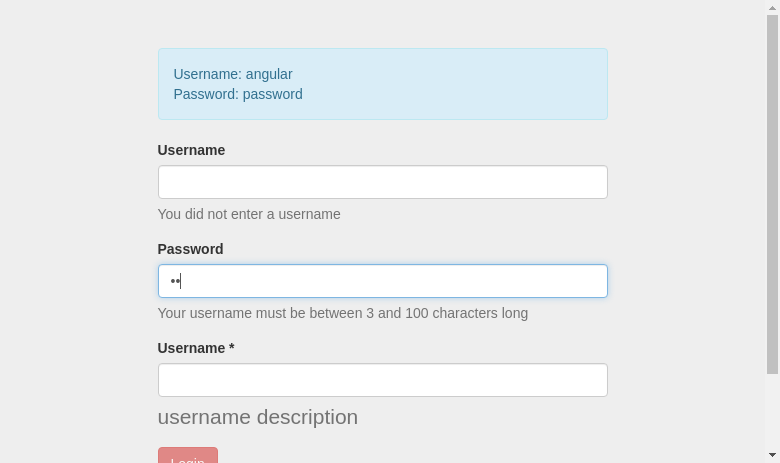 Username: angular
Password: password
Username
You did not enter a username
Password
••
Your username must be between 3 and 100 characters long
Username *
username description
Login